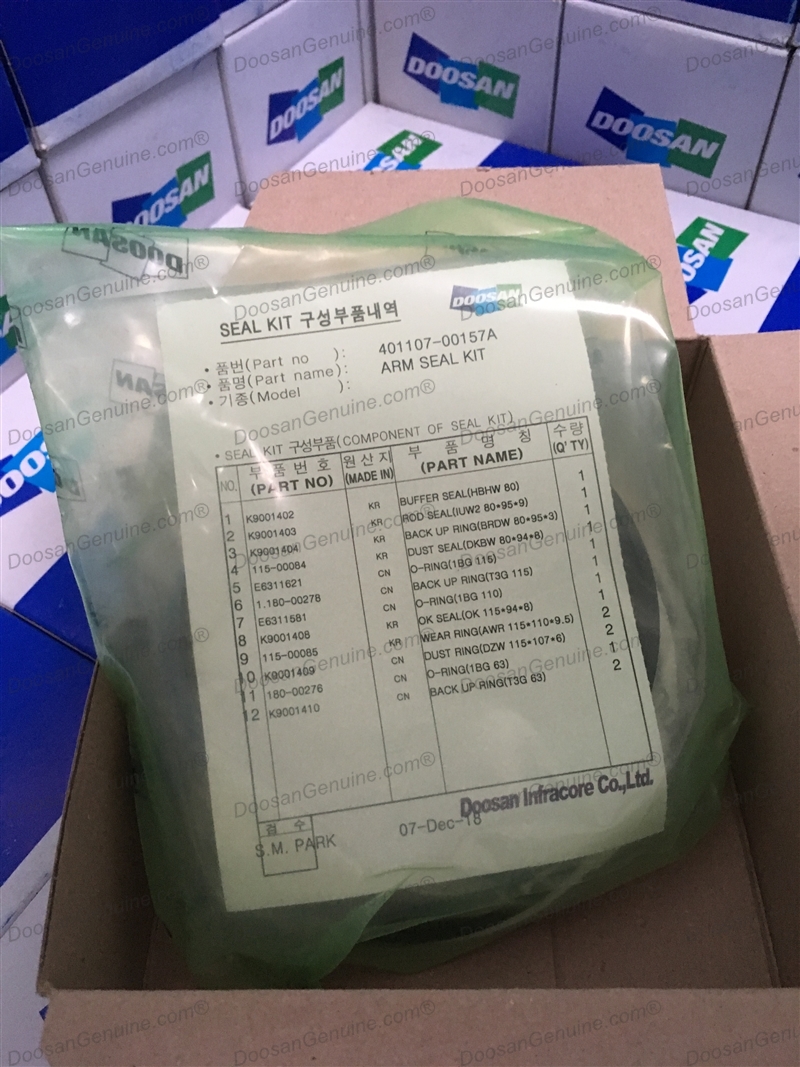 DOOSAN
DOOSAN
DOOSAN
DOOSAN
DOOSAN
DOOSAN
SEAL KIT 구성부품내역
• 품번(Part no ): 401107-00157A
• 품명(Part name): ARM SEAL KIT
• 기종(Model ):
• SEAL KIT 구성부품(COMPONENT OF SEAL KIT)
NO. 부 품 번 호 (PART NO) 원 산 지 (MADE IN) 부 품 명 칭 (PART NAME) 수 량 (Q' TY)
1 K9001402 KR BUFFER SEAL(HBHW 80) 1
2 K9001403 KR ROD SEAL(IUW2 80*95*9) 1
3 K9001404 KR BACK UP RING(BRDW 80*95*3) 1
4 115-00084 KR DUST SEAL(DKBW 80*94*8) 1
5 E6311621 CN O-RING(1BG 115) 1
6 1.180-00278 CN BACK UP RING(T3G 115) 1
7 E6311581 CN O-RING(1BG 110) 1
8 K9001408 KR OK SEAL(OK 115*94*8) 1
9 115-00085 KR WEAR RING(AWR 115*110*9.5) 2
10 K9001409 CN DUST RING(DZW 115*107*6) 2
11 180-00276 CN O-RING(1BG 63) 1
12 K9001410 CN BACK UP RING(T3G 63) 2
Doosan Infracore Co.,Ltd.
검 수
S.M. PARK 07-Dec-18
DoosanGenuine.com®